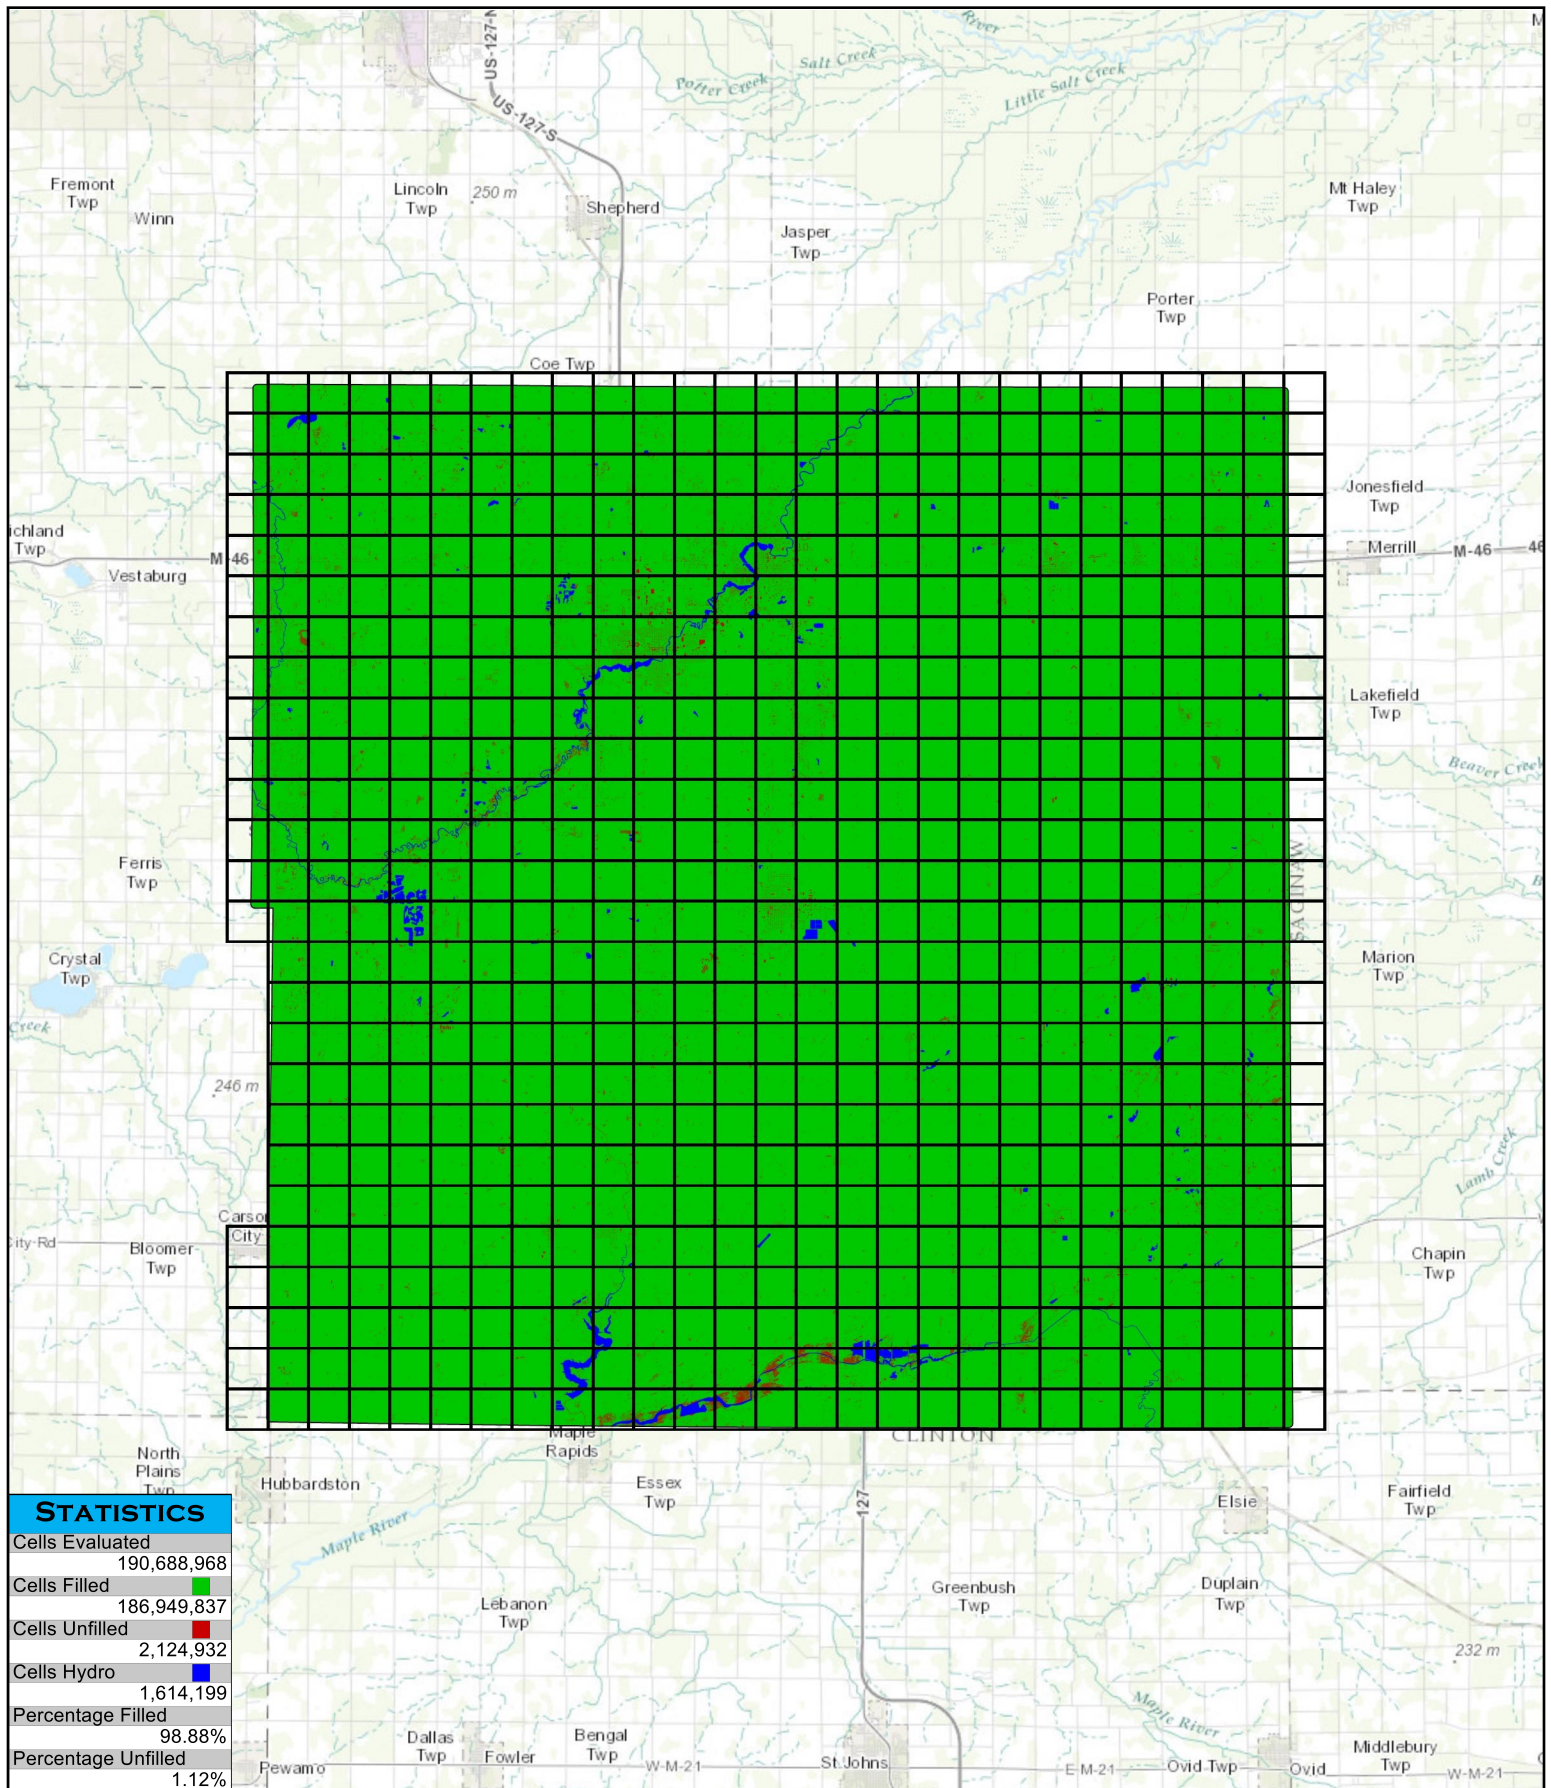 River
US-127-N
Salt Creek
Potter Creek
Little Salt Creek
US-127-S
Fremont
Twp
Winn
Lincoln
Twp
250 m
Shepherd
Jasper
Twp
Mt Haley
Twp
Porter
Twp
Coe Twp
Jonesfield
Twp
ichland
Twp
M-46
Vestaburg
Merrill
M-46
46
Lakefield
Twp
Beaver Creek
Ferris
Twp
SAGINAW
Crystal
Twp
Marion
Twp
Creek
246 m
Lamb Creek
Carson
City
City-Rd
Bloomer
Twp
Chapin
Twp
Maple
Rapids
CLINTON
North
Plains
Twp
Hubbardston
Essex
Twp
127
Elsie
Fairfield
Twp
Maple River
Lebanon
Twp
Greenbush
Twp
Duplain
Twp
232 m
Maple River
Dallas
Twp
Fowler
Bengal
Twp
W-M-21
St Johns
E-M-21
Ovid Twp
Ovid
Middlebury
Twp
W-M-21
Pewamo
STATISTICS
Cells Evaluated
190,688,968
Cells Filled
186,949,837
Cells Unfilled
2,124,932
Cells Hydro
1,614,199
Percentage Filled
98.88%
Percentage Unfilled
1.12%